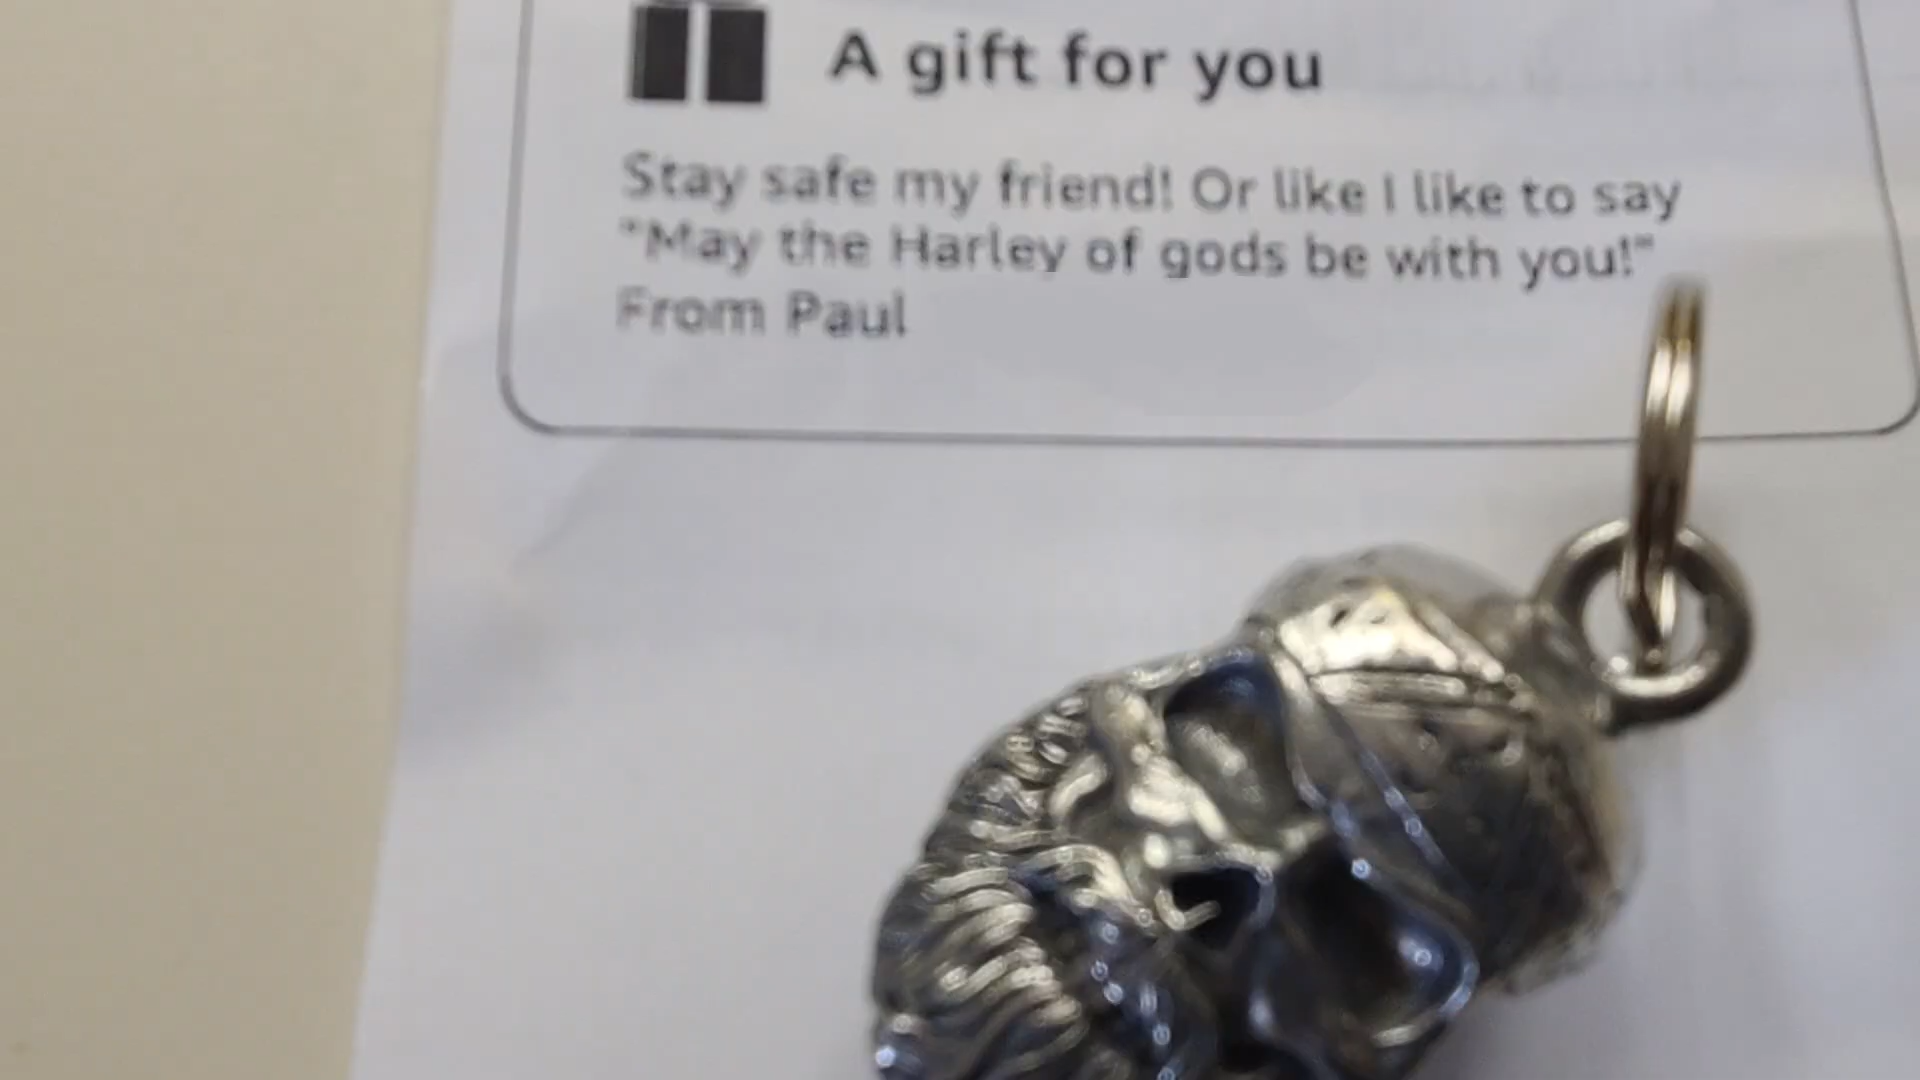 A gift for you
Stay safe my friend! Or like I like to say
"May the Harley of gods be with you!"
From Paul